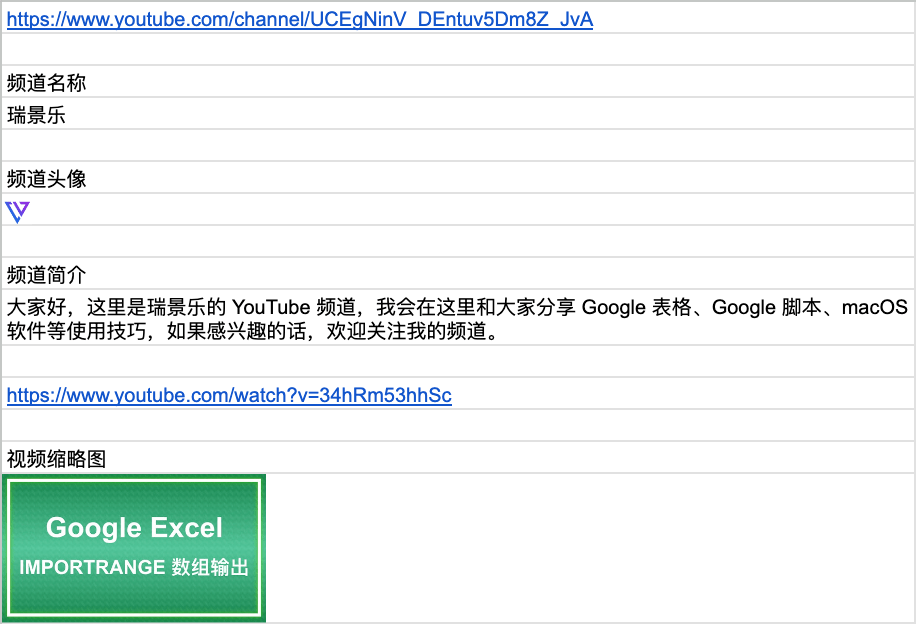 https://www.youtube.com/channel/UCEgNinV_DEntuv5Dm8Z_JvA
频道名称
瑞景乐
频道头像
频道简介
大家好，这里是瑞景乐的 YouTube 频道，我会在这里和大家分享 Google 表格、Google 脚本、macOS
软件等使用技巧，如果感兴趣的话，欢迎关注我的频道。
https://www.youtube.com/watch?v=34hRm53hhSc
视频缩略图
Google Excel
IMPORTRANGE 数组输出